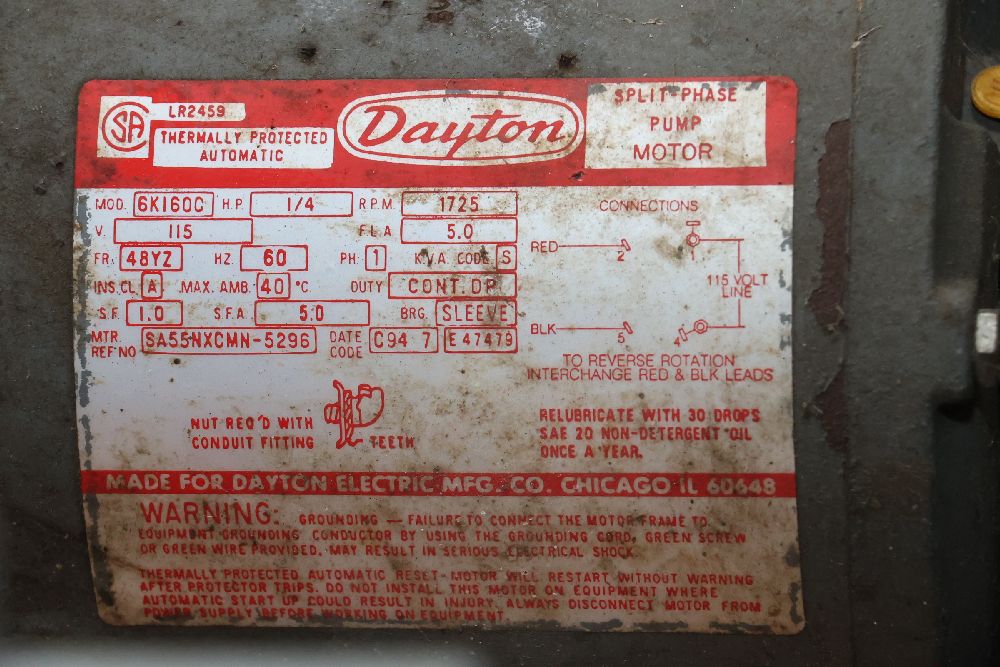 SA
LR2459
THERMALLY PROTECTED
AUTOMATIC
Dayton
SPLIT-PHASE
PUMP
MOTOR
MOD. 6K160C H.P. 1/4 R.P.M. 1725
V. 115 F.L.A. 5.0
FR. 48YZ HZ. 60 PH. 1 K.V.A. CODE S
INS.CL. A MAX. AMB. 40 °C DUTY CONT. DP
S.F. 1.0 S.F.A. 5.0 BRG. SLEEVE
MTR. REF NO SA55NXCMN-5296 DATE CODE C94 7 E47479
CONNECTIONS
RED 2 1
115 VOLT
LINE
BLK 5 4
TO REVERSE ROTATION
INTERCHANGE RED & BLK LEADS
NUT REQ'D WITH
CONDUIT FITTING TEETH
RELUBRICATE WITH 30 DROPS
SAE 20 NON-DETERGENT OIL
ONCE A YEAR.
MADE FOR DAYTON ELECTRIC MFG. CO. CHICAGO IL 60648
WARNING: GROUNDING — FAILURE TO CONNECT THE MOTOR FRAME TO
EQUIPMENT GROUNDING CONDUCTOR BY USING THE GROUNDING CORD, GREEN SCREW
OR GREEN WIRE PROVIDED, MAY RESULT IN SERIOUS ELECTRICAL SHOCK.
THERMALLY PROTECTED AUTOMATIC RESET-MOTOR WILL RESTART WITHOUT WARNING
AFTER PROTECTOR TRIPS. DO NOT INSTALL THIS MOTOR ON EQUIPMENT WHERE
AUTOMATIC START UP COULD RESULT IN INJURY. ALWAYS DISCONNECT MOTOR FROM
POWER SUPPLY BEFORE WORKING ON EQUIPMENT.